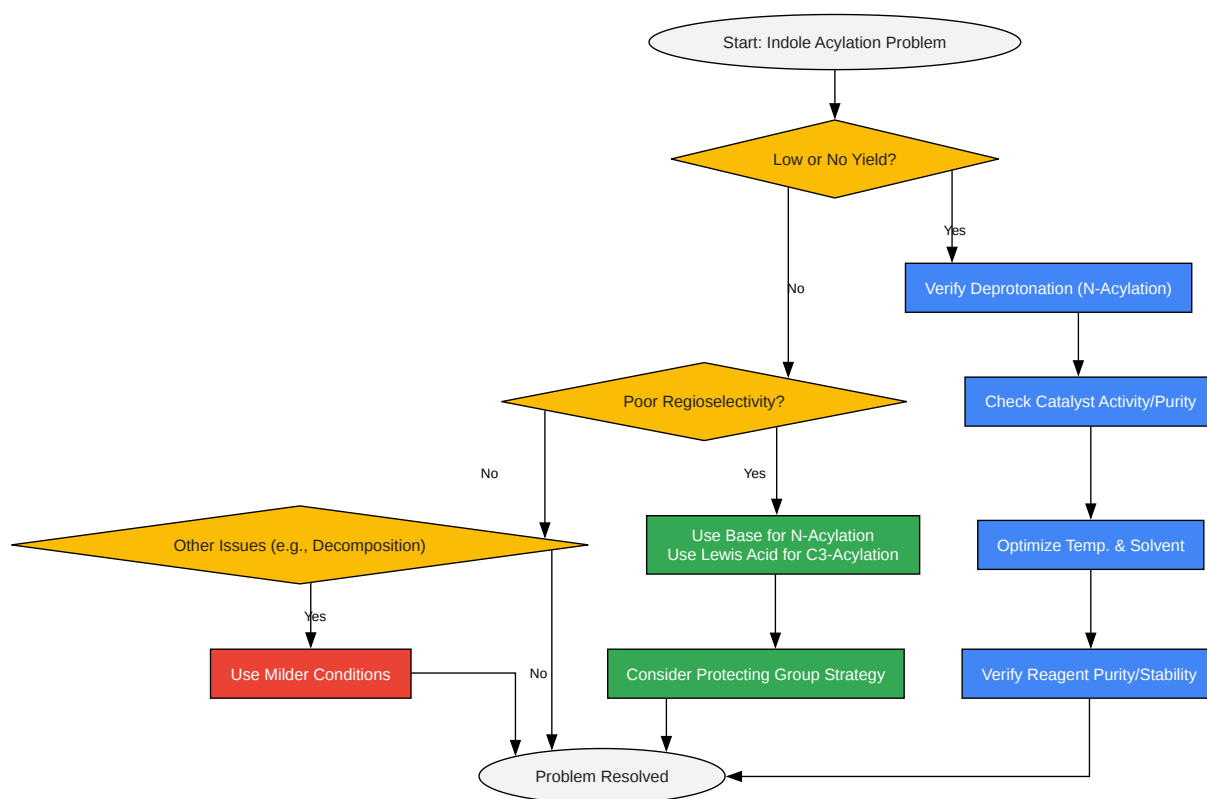 Start: Indole Acylation Problem
Low or No Yield?
Yes
Verify Deprotonation (N-Acylation)
No
Check Catalyst Activity/Purity
Poor Regioselectivity?
No
Yes
Use Base for N-Acylation
Use Lewis Acid for C3-Acylation
Optimize Temp. & Solvent
Other Issues (e.g., Decomposition)
Yes
Use Milder Conditions
No
Consider Protecting Group Strategy
Verify Reagent Purity/Stability
Problem Resolved